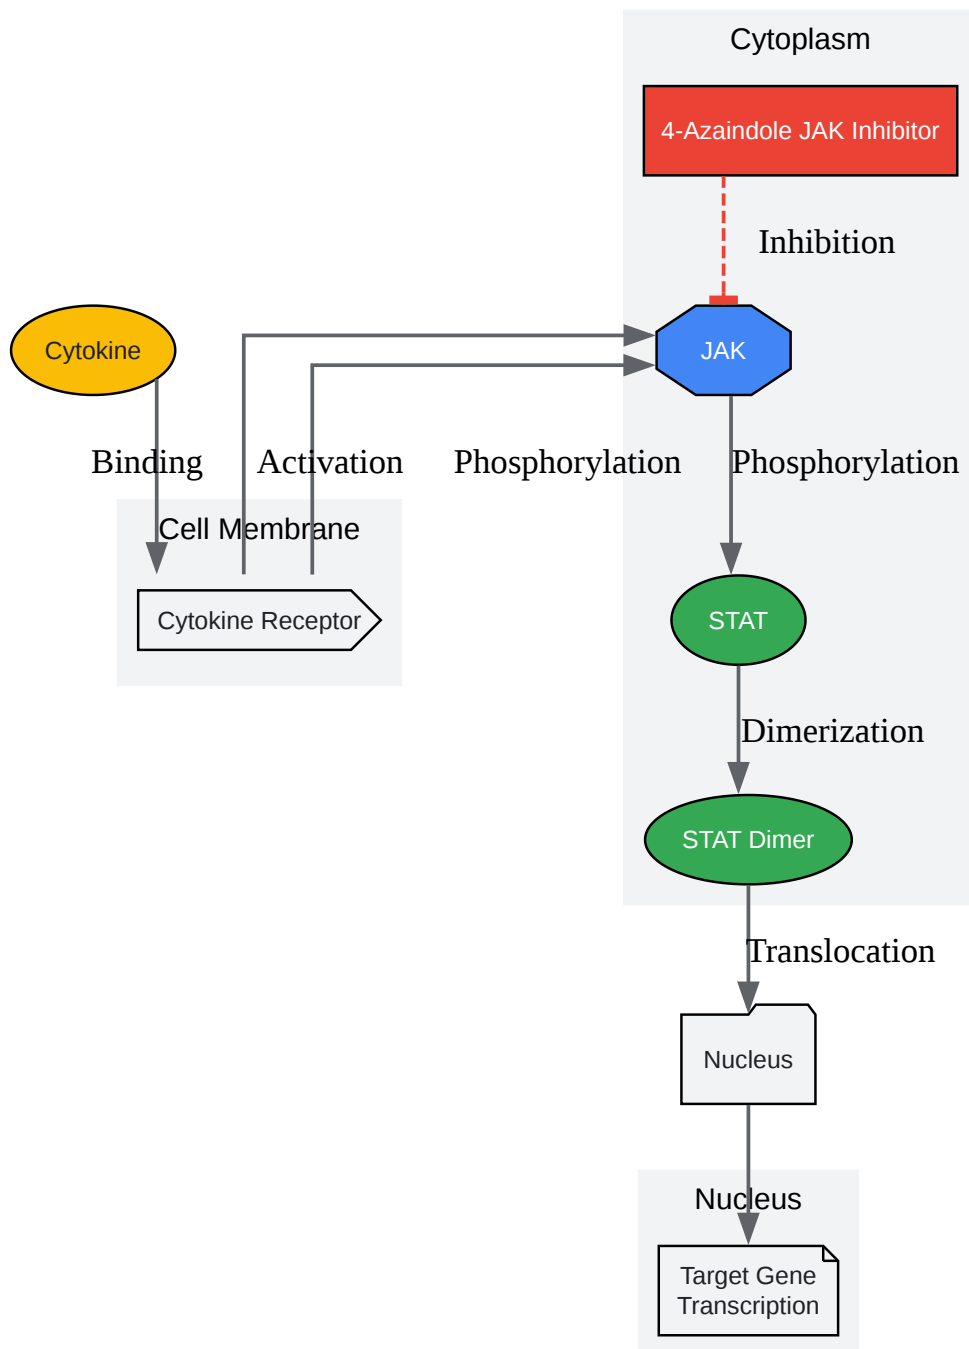 Cytoplasm
4-Azaindole JAK Inhibitor
Inhibition
Cytokine
JAK
Binding
Activation
Phosphorylation
Phosphorylation
Cell Membrane
Cytokine Receptor
STAT
Dimerization
STAT Dimer
Translocation
Nucleus
Nucleus
Target Gene
Transcription